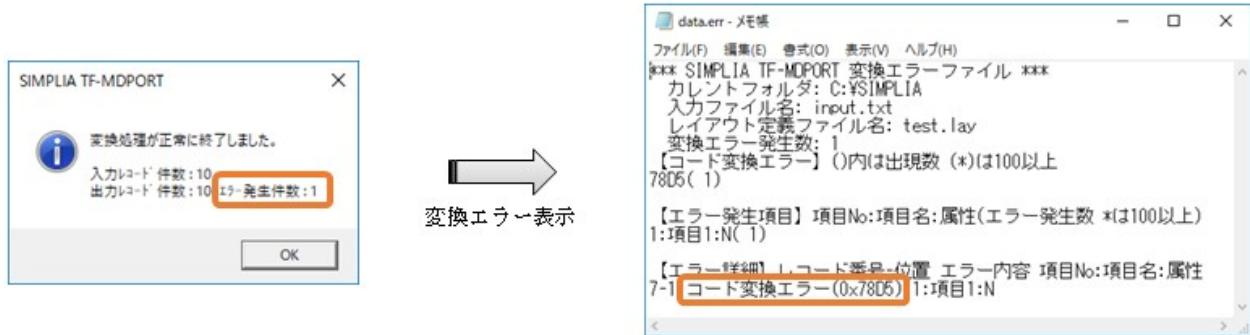 SIMPLIA TF-MDPORT
変換処理が正常に終了しました。
入力ﾚｺｰﾄﾞ件数:10
出力ﾚｺｰﾄﾞ件数:10 ｴﾗｰ発生件数:1
OK
変換エラー表示
data.err - メモ帳
ファイル(F) 編集(E) 書式(O) 表示(V) ヘルプ(H)
*** SIMPLIA TF-MDPORT 変換エラーファイル ***
カレントフォルダ: C:¥SIMPLIA
入力ファイル名: input.txt
レイアウト定義ファイル名: test.lay
変換エラー発生数: 1
【コード変換エラー】()内は出現数 (*)は100以上
78D5( 1)
【エラー発生項目】項目No:項目名:属性(エラー発生数 *は100以上)
1:項目1:N( 1)
【エラー詳細】レコード番号-位置 エラー内容 項目No:項目名:属性
7-1 コード変換エラー(0x78D5) 1:項目1:N